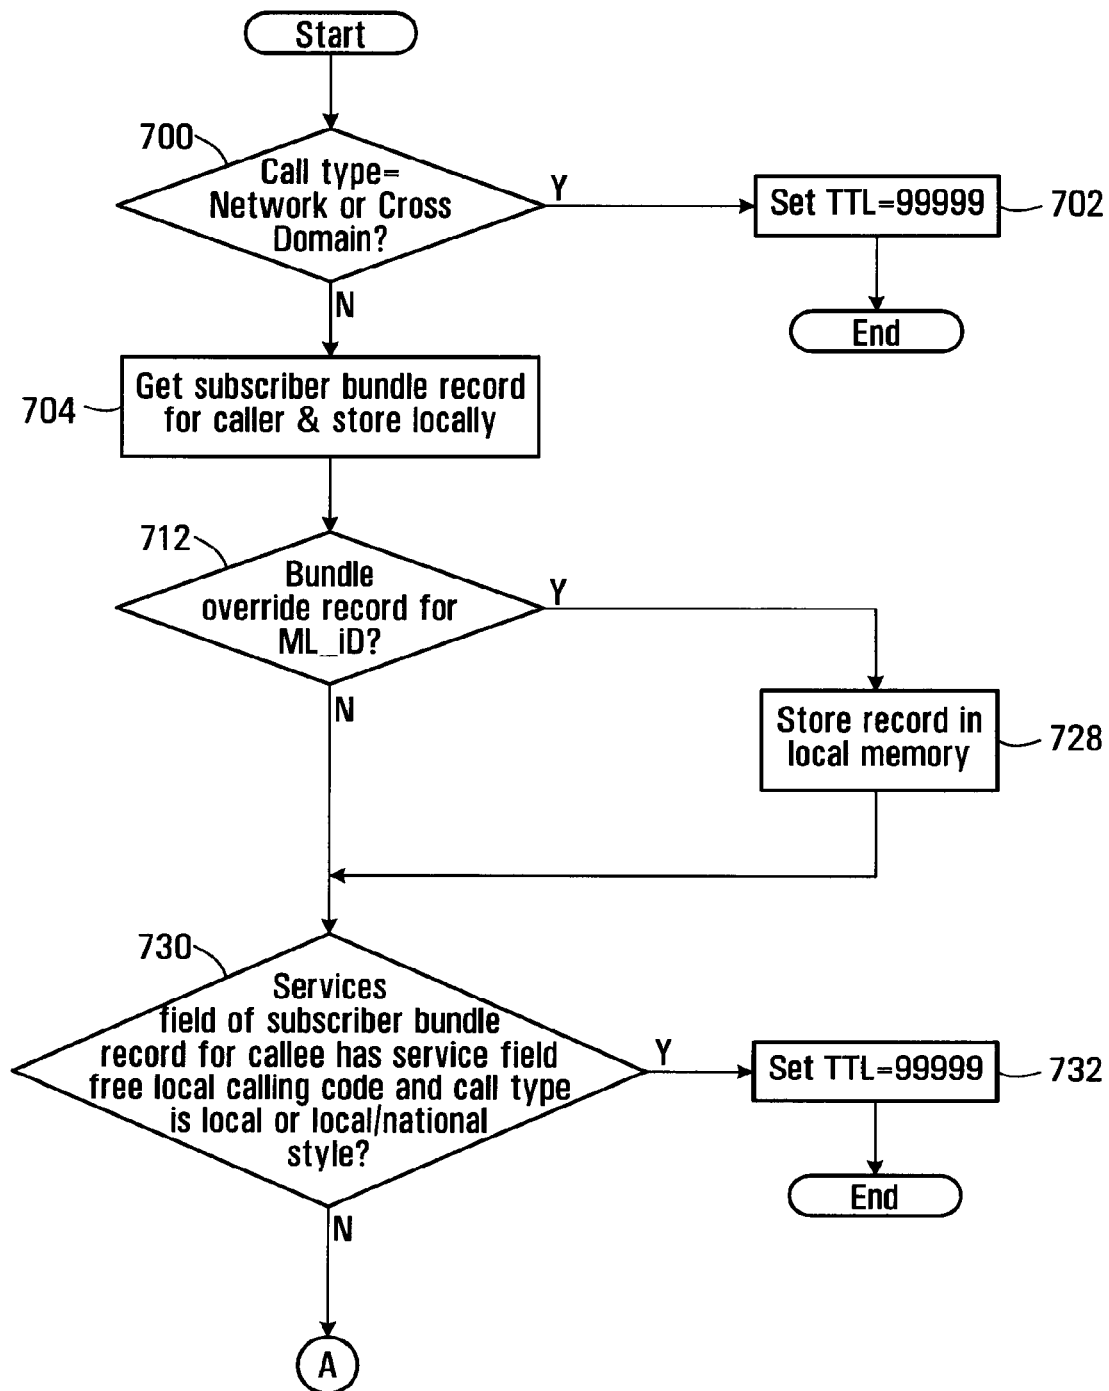 Start
700
Call type=
Network or Cross
Domain?
Y
Set TTL=99999
702
End
N
704
Get subscriber bundle record
for caller & store locally
712
Bundle
override record for
ML_iD?
Y
N
Store record in
local memory
728
730
Services
field of subscriber bundle
record for callee has service field
free local calling code and call type
is local or local/national
style?
Y
Set TTL=99999
732
End
N
A